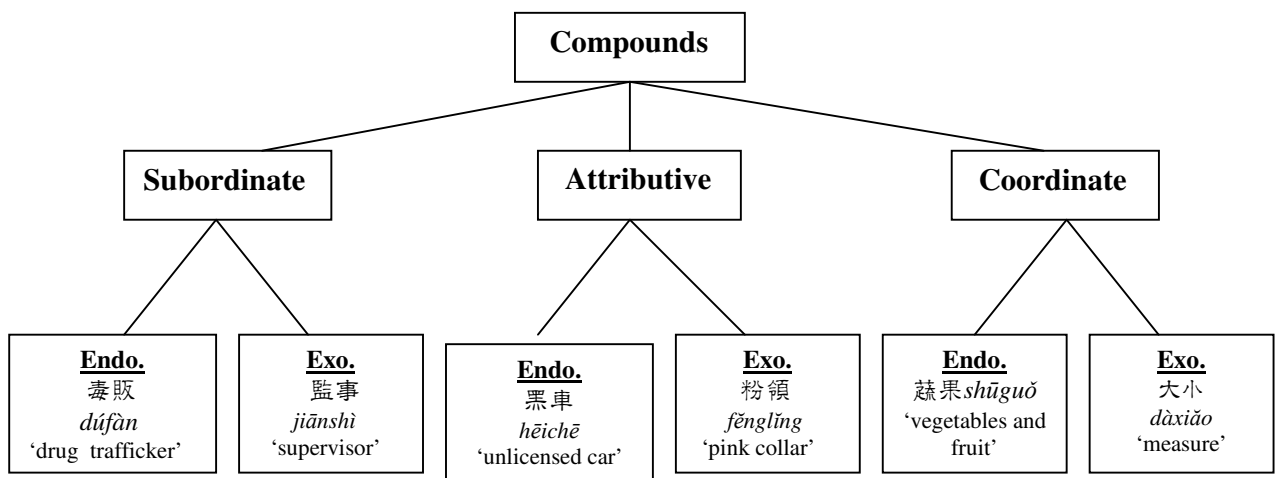 Compounds
Subordinate
Attributive
Coordinate
Endo.
毒販
dúfàn
‘drug trafficker’
Exo.
監事
jiānshì
‘supervisor’
Endo.
黑車
hēichē
‘unlicensed car’
Exo.
粉領
fěnglǐng
‘pink collar’
Endo.
蔬果shūguǒ
‘vegetables and
fruit’
Exo.
大小
dàxiǎo
‘measure’